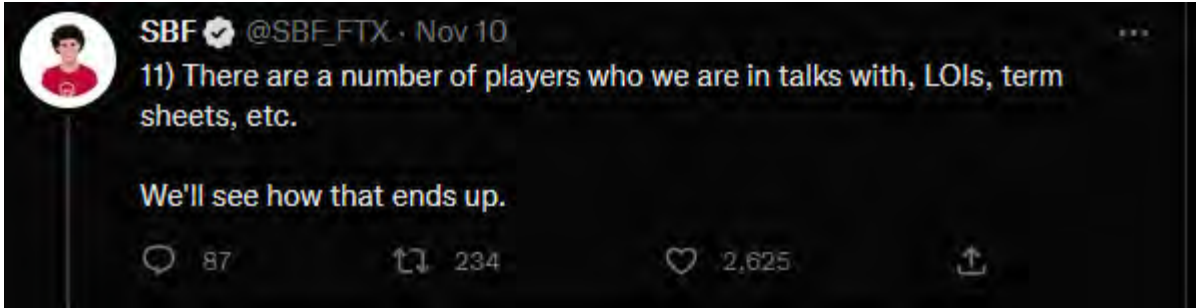 SBF @SBF_FTX · Nov 10
11) There are a number of players who we are in talks with, LOIs, term
sheets, etc.
We'll see how that ends up.
87 234 2,625